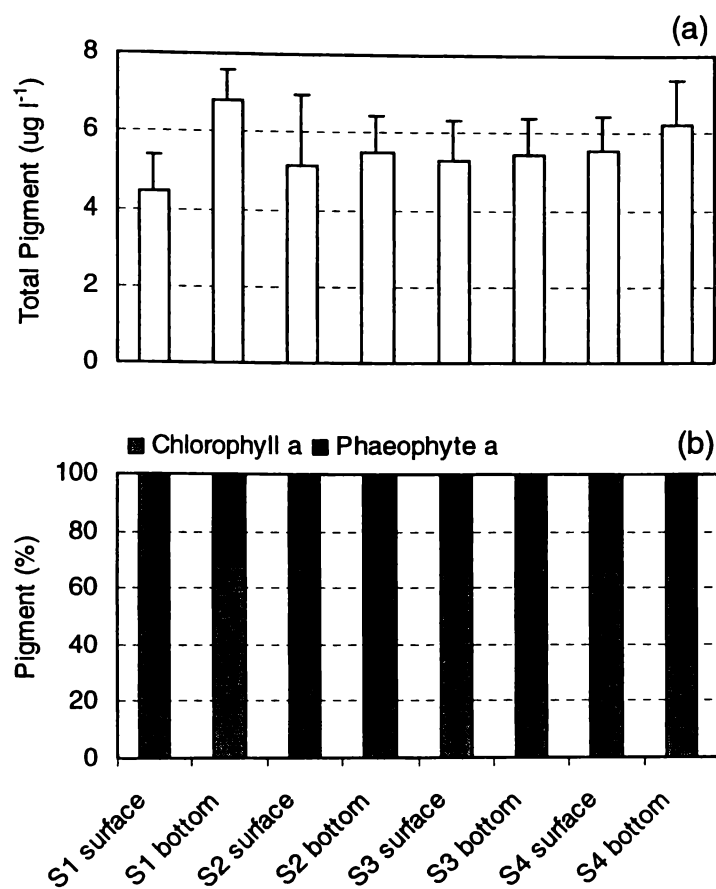 (a)
Total Pigment (ug l⁻¹)
8
6
4
2
0
Chlorophyll a Phaeophyte a
(b)
Pigment (%)
100
80
60
40
20
0
S1 surface
S1 bottom
S2 surface
S2 bottom
S3 surface
S3 bottom
S4 surface
S4 bottom